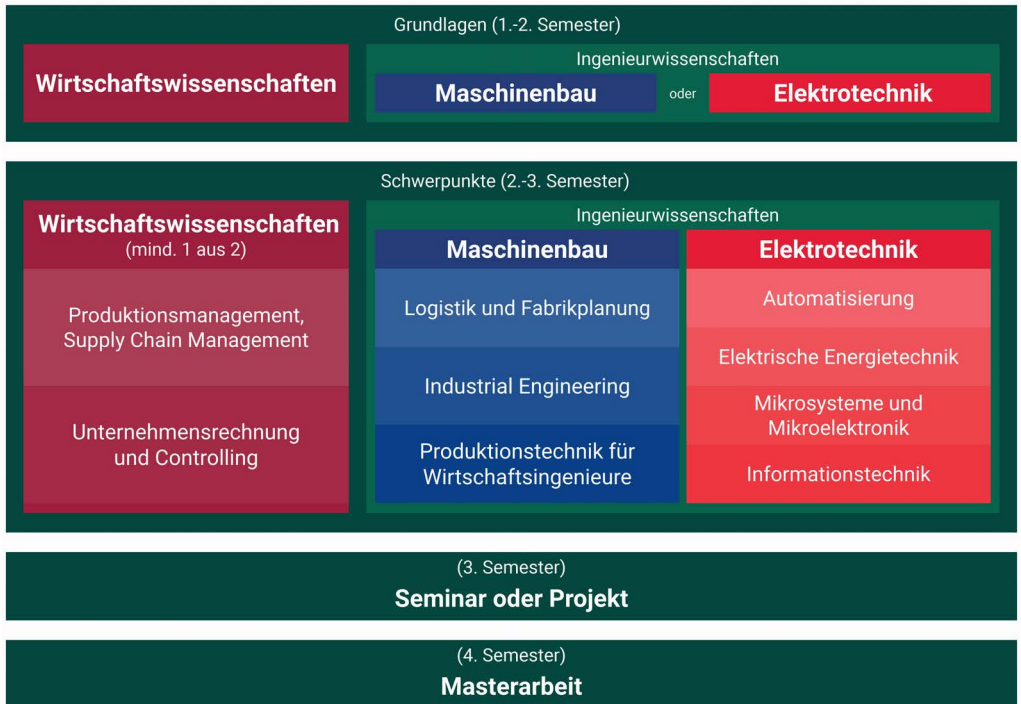 Grundlagen (1.-2. Semester)
Wirtschaftswissenschaften
Ingenieurwissenschaften
Maschinenbau
oder
Elektrotechnik
Schwerpunkte (2.-3. Semester)
Wirtschaftswissenschaften
(mind. 1 aus 2)
Produktionsmanagement,
Supply Chain Management
Unternehmensrechnung
und Controlling
Ingenieurwissenschaften
Maschinenbau
Logistik und Fabrikplanung
Industrial Engineering
Produktionstechnik für
Wirtschaftsingenieure
Elektrotechnik
Automatisierung
Elektrische Energietechnik
Mikrosysteme und
Mikroelektronik
Informationstechnik
(3. Semester)
Seminar oder Projekt
(4. Semester)
Masterarbeit